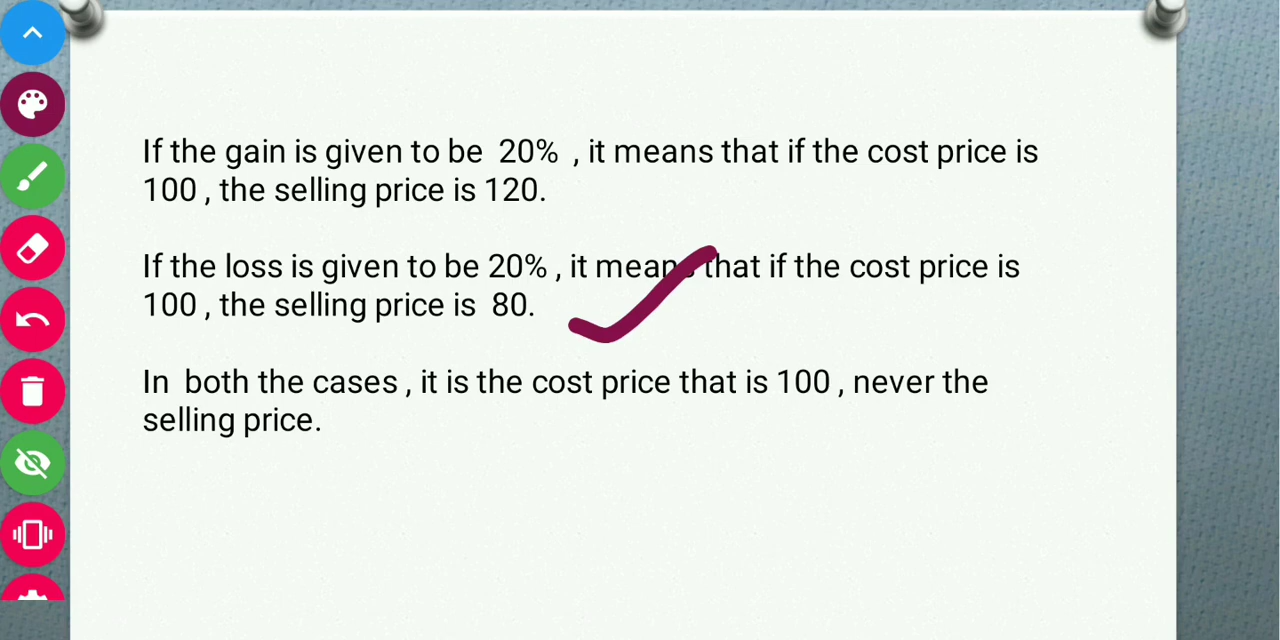 If the gain is given to be  20%  , it means that if the cost price is
100 , the selling price is 120.
If the loss is given to be 20% , it means that if the cost price is
100 , the selling price is  80.
In  both the cases , it is the cost price that is 100 , never the
selling price.